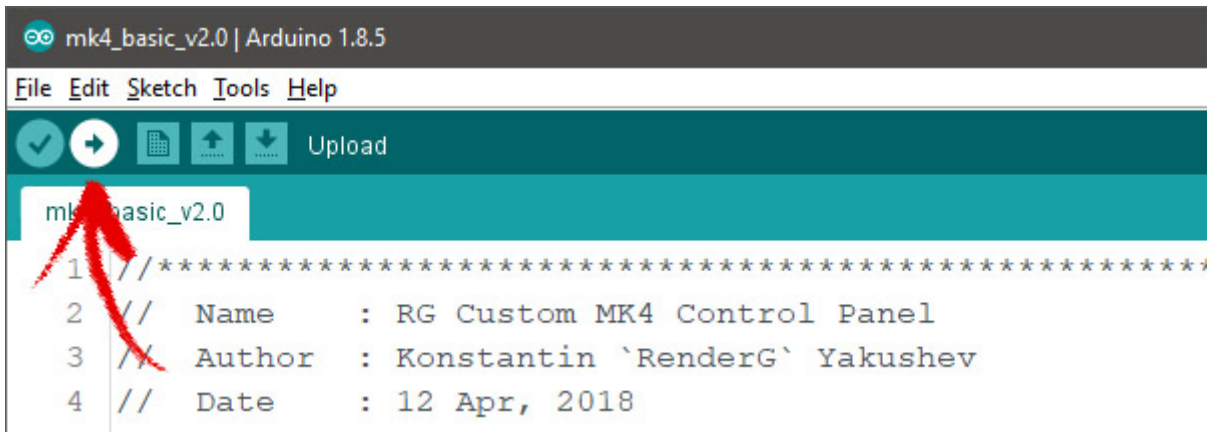 mk4_basic_v2.0 | Arduino 1.8.5
File Edit Sketch Tools Help
Upload
basic_v2.0
1 //*****************************************************
2 // Name : RG Custom MK4 Control Panel
3 // Author : Konstantin `RenderG` Yakushev
4 // Date : 12 Apr, 2018